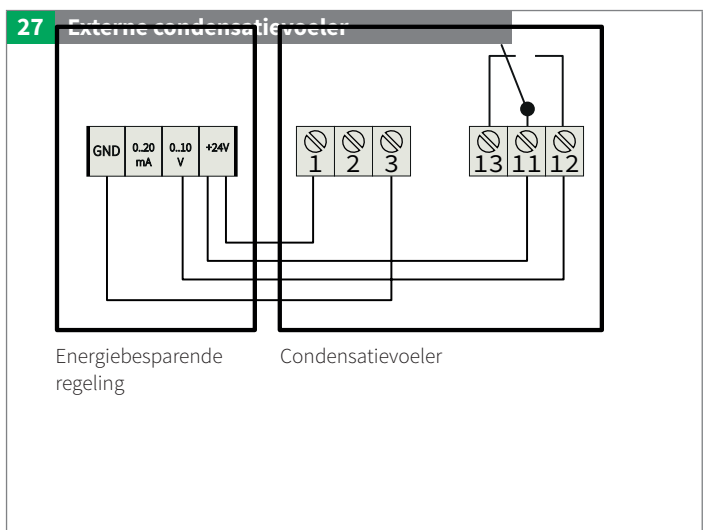 27 Externe condensatievoeler
GND 0..20 mA 0..10 V +24V
1 2 3
13 11 12
Energiebesparende
regeling
Condensatievoeler